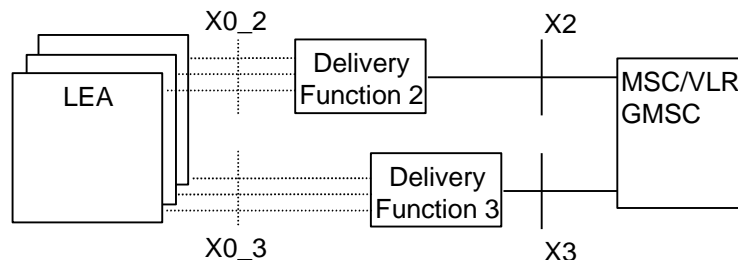 X0_2
X2
LEA
Delivery
Function 2
MSC/VLR
GMSC
Delivery
Function 3
X0_3
X3